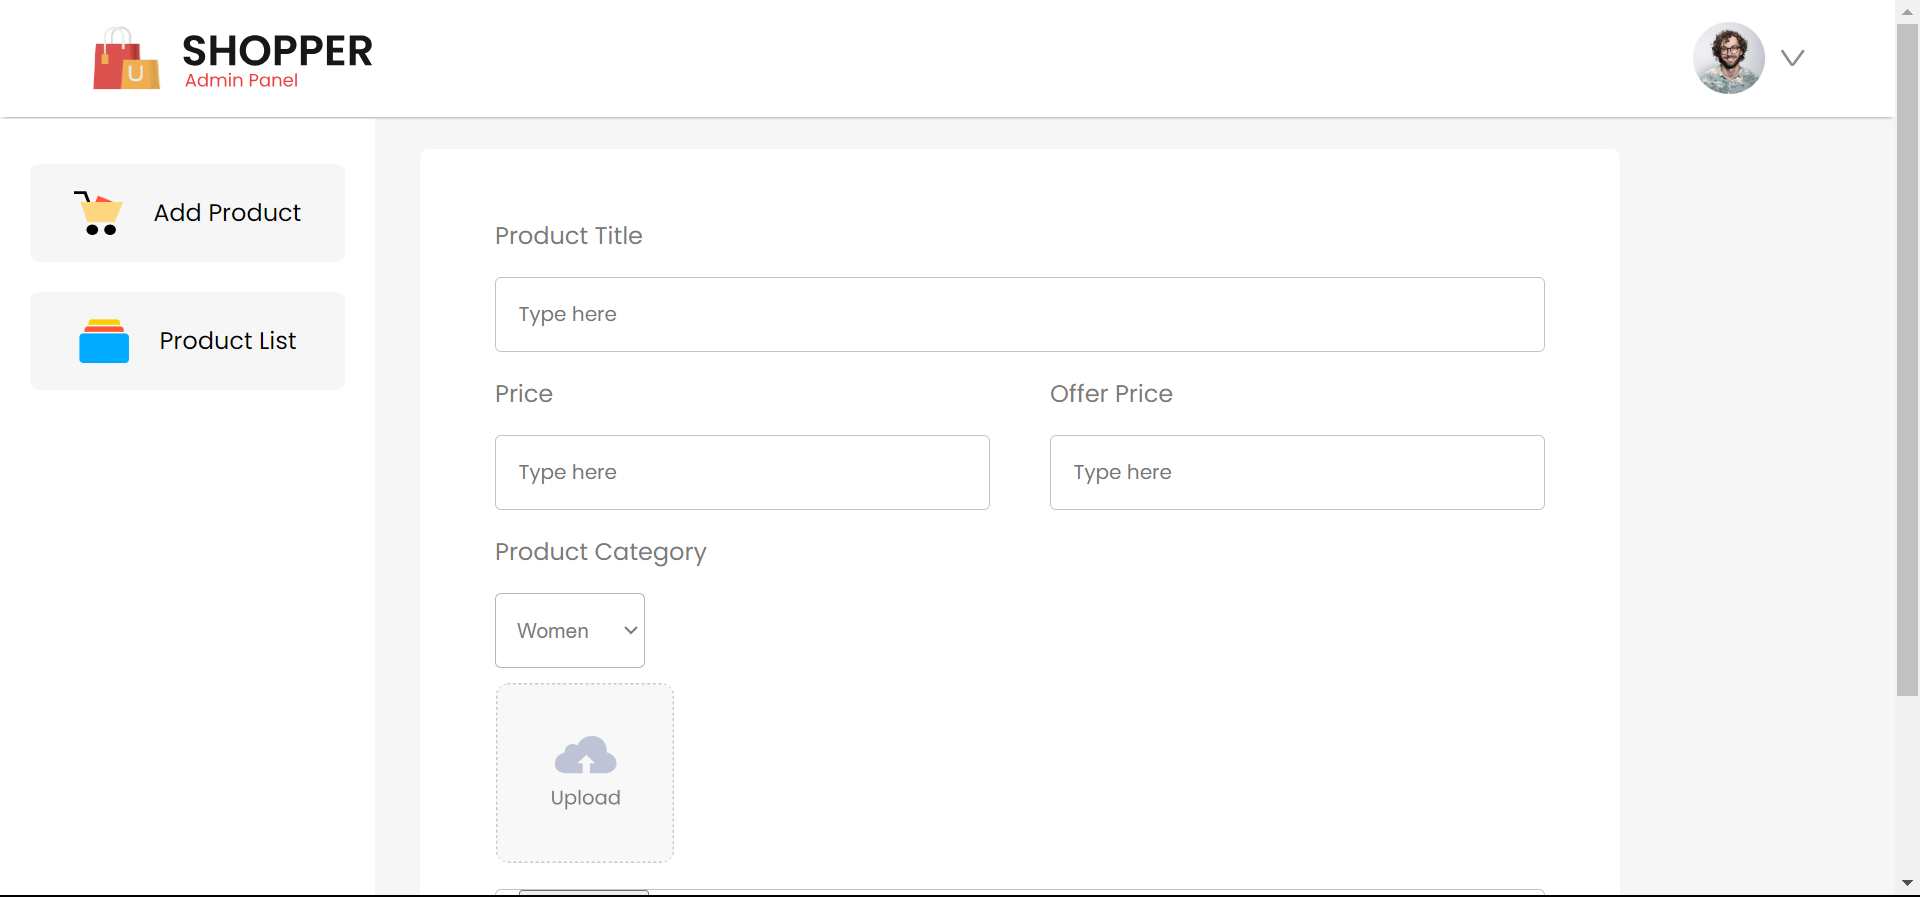 SHOPPER
Admin Panel
U
Add Product
Product List
Product Title
Type here
Price
Offer Price
Type here
Type here
Product Category
Women
Upload